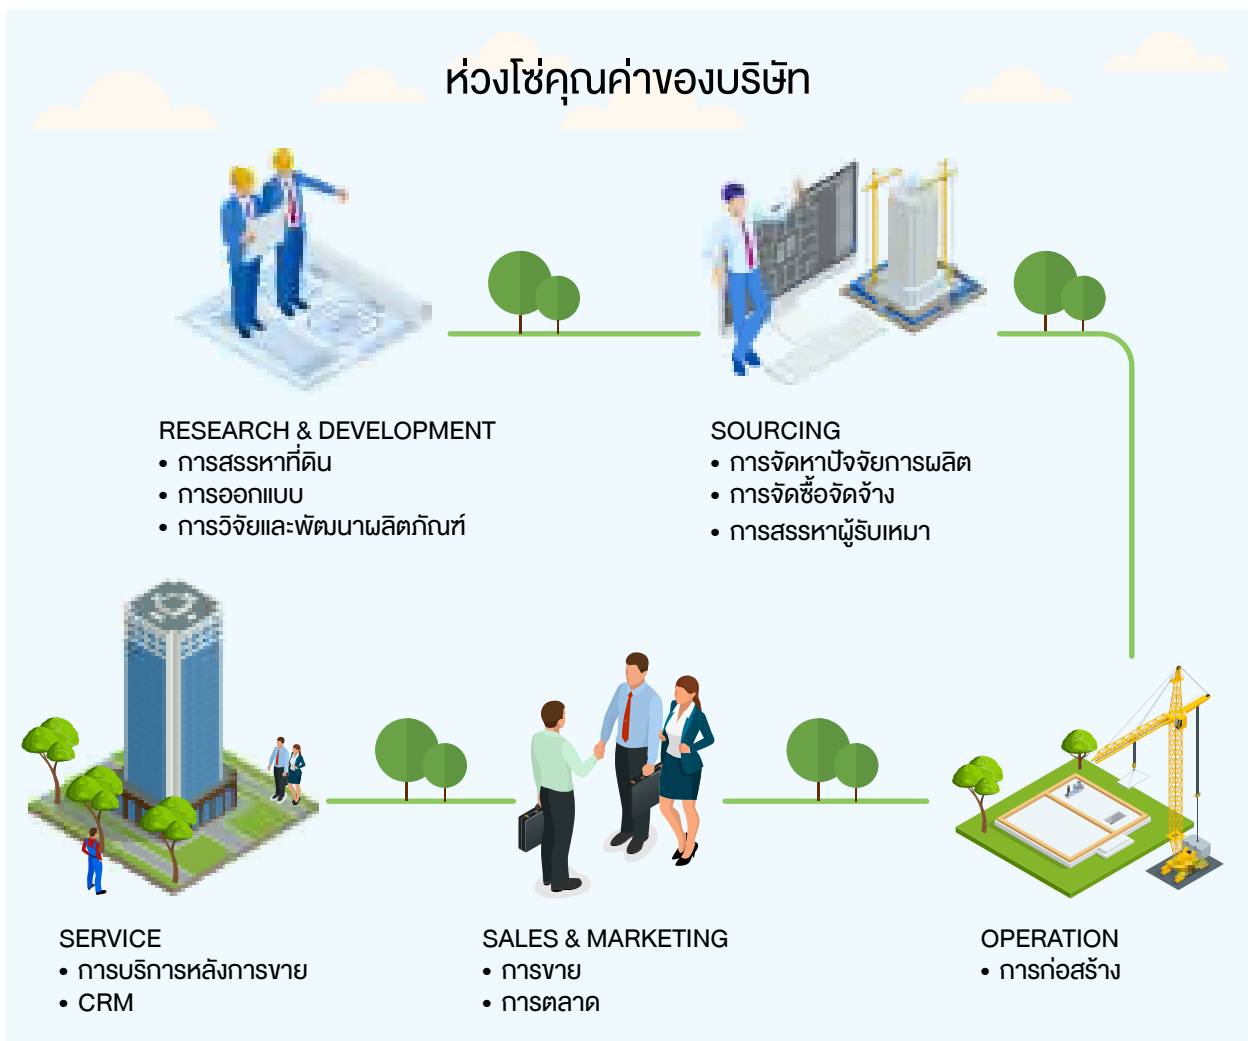 ห่วงโซ่คุณค่าของบริษัท
RESEARCH & DEVELOPMENT
• การสรรหาที่ดิน
• การออกแบบ
• การวิจัยและพัฒนาผลิตภัณฑ์
SOURCING
• การจัดหาปัจจัยการผลิต
• การจัดซื้อจัดจ้าง
• การสรรหาผู้รับเหมา
SERVICE
• การบริการหลังการขาย
• CRM
SALES & MARKETING
• การขาย
• การตลาด
OPERATION
• การก่อสร้าง